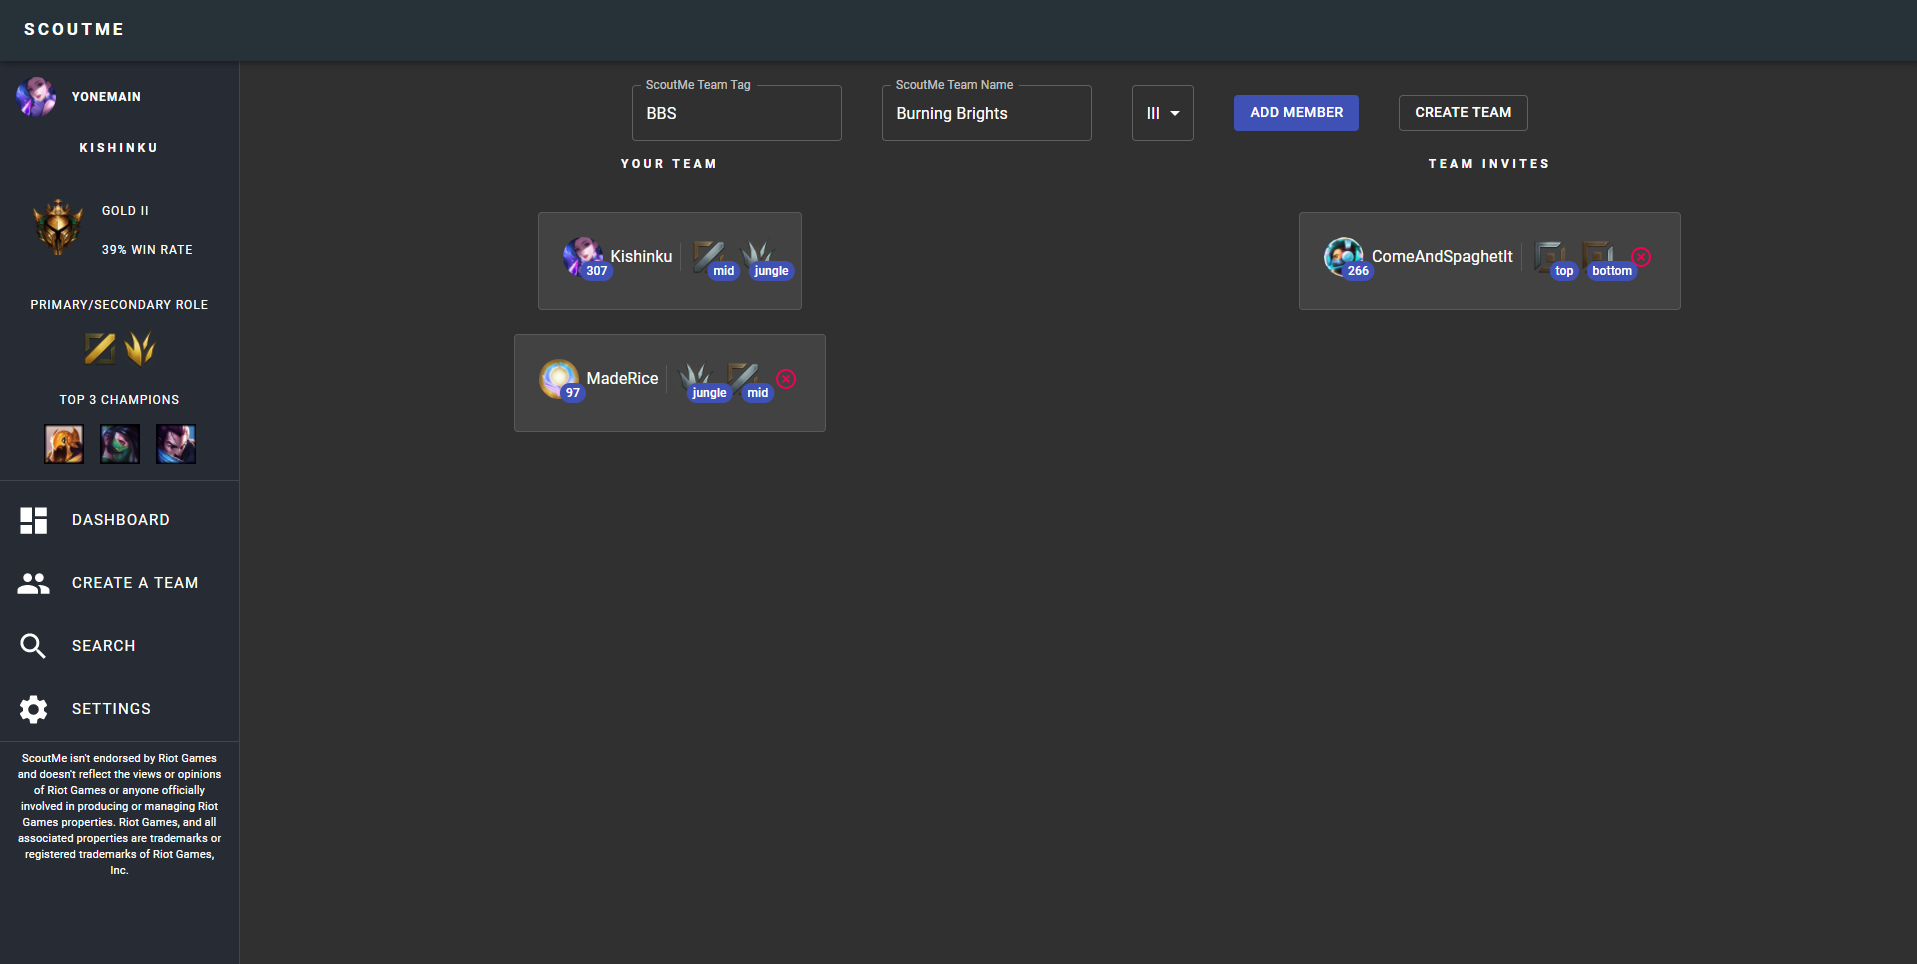 SCOUTME
YONEMAIN
KISHINKU
GOLD II
39% WIN RATE
PRIMARY/SECONDARY ROLE
TOP 3 CHAMPIONS
DASHBOARD
CREATE A TEAM
SEARCH
SETTINGS
ScoutMe isn't endorsed by Riot Games
and doesn't reflect the views or opinions
of Riot Games or anyone officially
involved in producing or managing Riot
Games properties. Riot Games, and all
associated properties are trademarks or
registered trademarks of Riot Games,
Inc.
ScoutMe Team Tag
BBS
ScoutMe Team Name
Burning Brights
III
ADD MEMBER
CREATE TEAM
YOUR TEAM
Kishinku
307
mid
jungle
MadeRice
97
jungle
mid
TEAM INVITES
ComeAndSpaghetIt
266
top
bottom